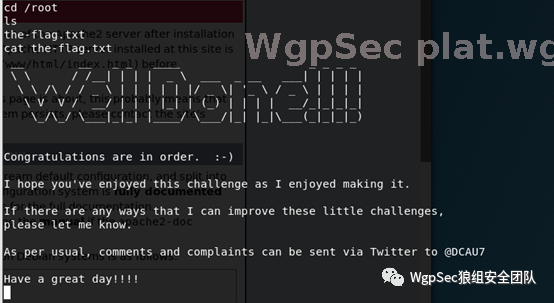 cd /root
ls
the-flag.txt
cat the-flag.txt
WgpSec plat.wg
Congratulations are in order. :-)
I hope you've enjoyed this challenge as I enjoyed making it.
If there are any ways that I can improve these little challenges,
please let me know.
As per usual, comments and complaints can be sent via Twitter to @DCAU7
Have a great day!!!!
WgpSec狼组安全团队